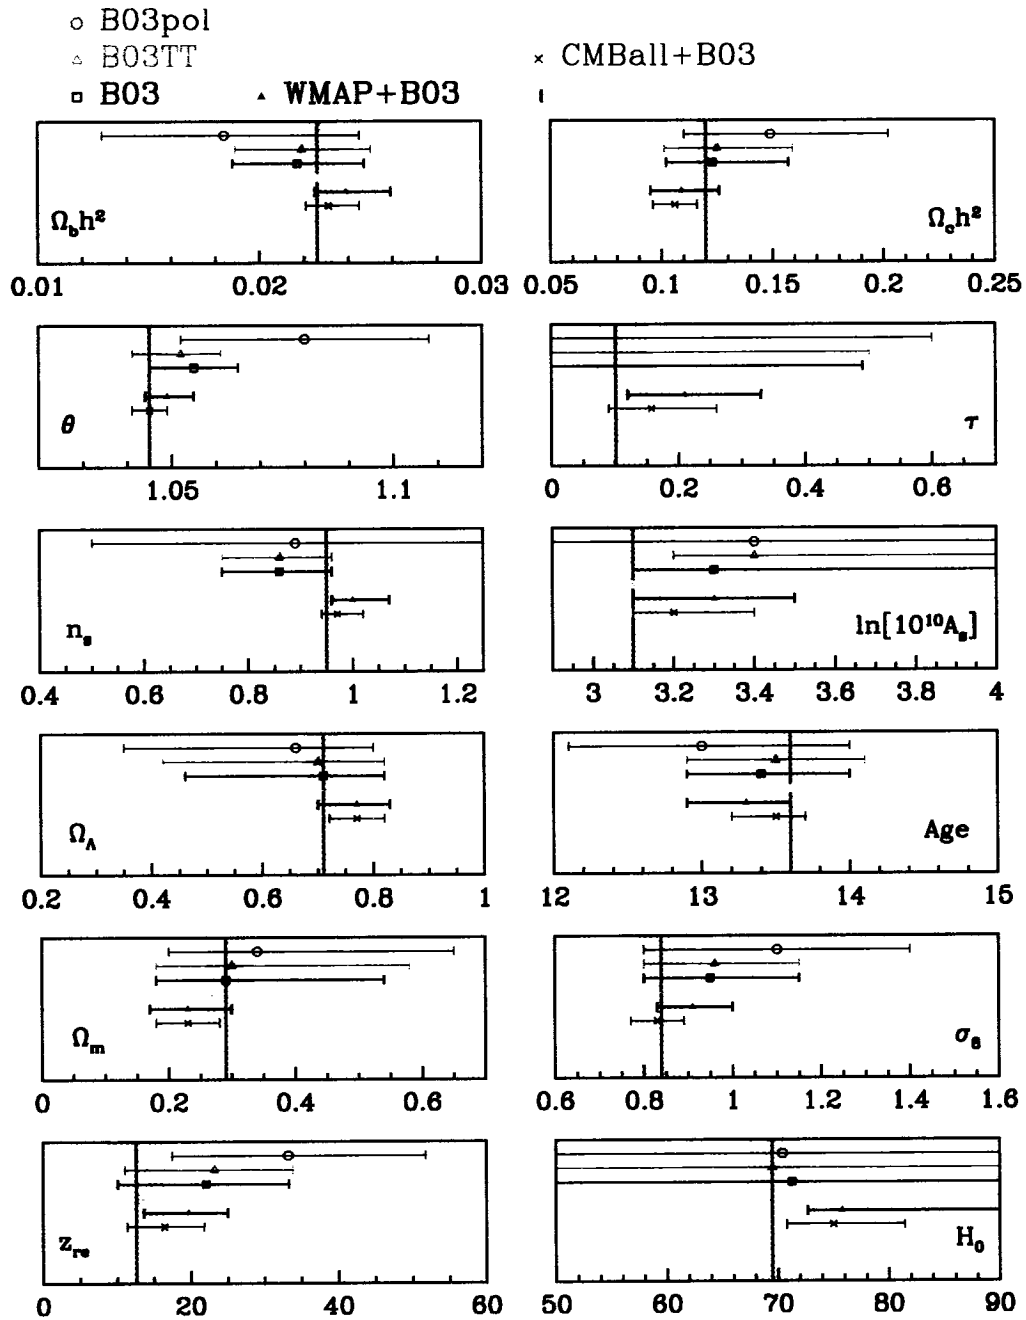 B03pol
B03TT
CMBall+B03
B03
WMAP+B03
Ω_b h²
0.01 0.02 0.03
Ω_c h²
0.05 0.1 0.15 0.2 0.25
θ
1.05 1.1
τ
0 0.2 0.4 0.6
n_s
0.4 0.6 0.8 1 1.2
ln[10¹⁰A_s]
3 3.2 3.4 3.6 3.8 4
Ω_Λ
0.2 0.4 0.6 0.8 1
Age
12 13 14 15
Ω_m
0 0.2 0.4 0.6
σ_8
0.6 0.8 1 1.2 1.4 1.6
z_re
0 20 40 60
H_0
50 60 70 80 90